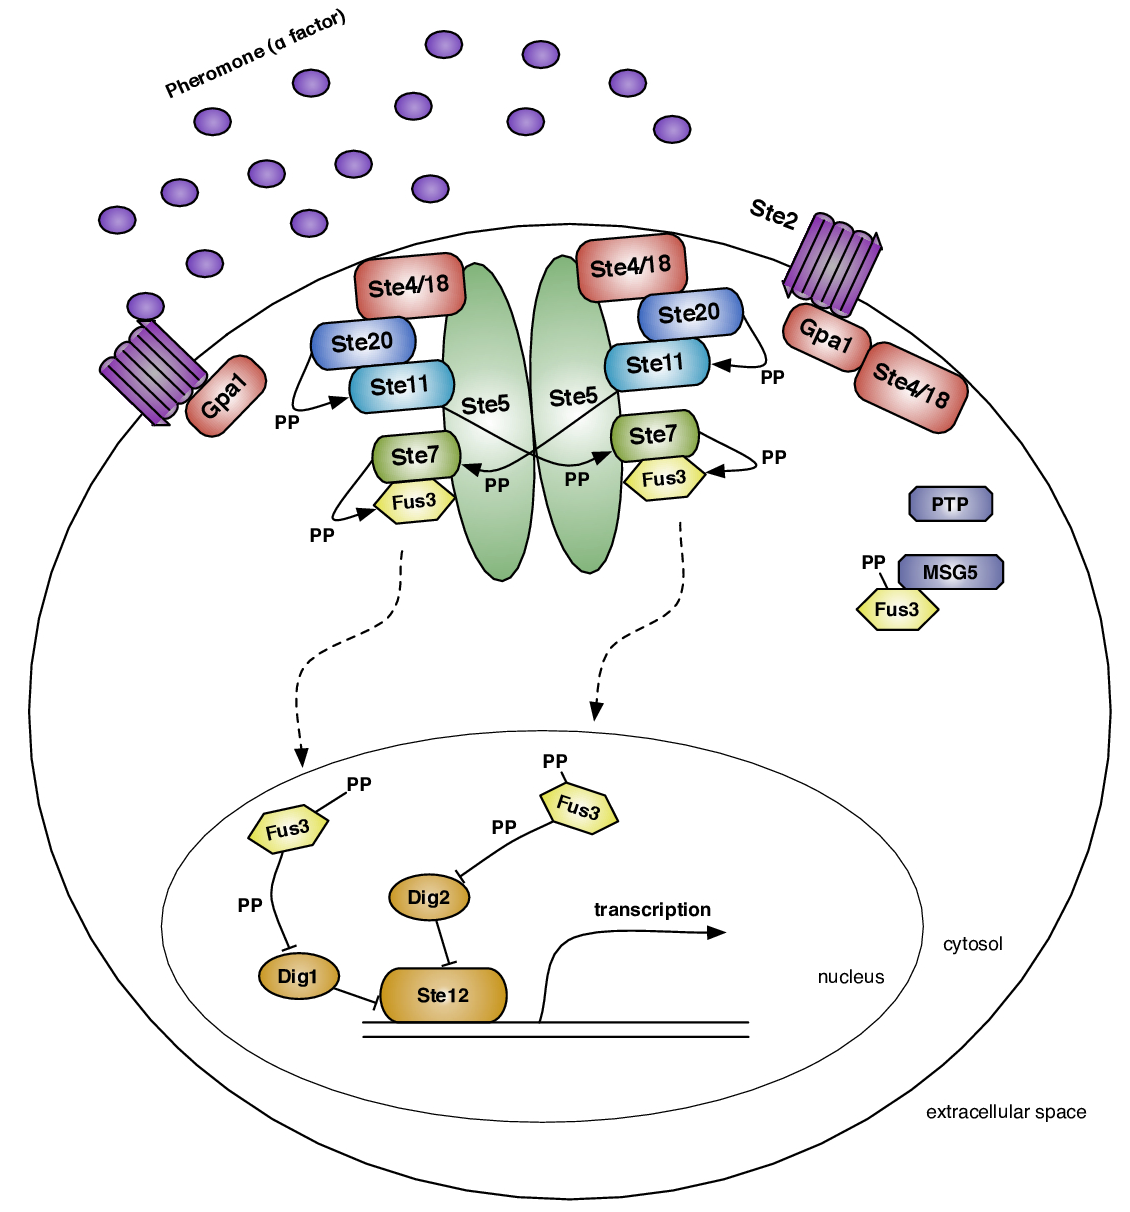 Pheromone (α factor)
Ste2
Ste4/18
Ste4/18
Ste20
Ste20
Gpa1
Ste11
Ste11
PP
Gpa1
Ste4/18
PP
Ste5
Ste5
Ste7
Ste7
PP
PP
PP
Fus3
Fus3
PP
PTP
PP
MSG5
Fus3
PP
PP
Fus3
Fus3
PP
PP
Dig2
transcription
cytosol
Dig1
nucleus
Ste12
extracellular space